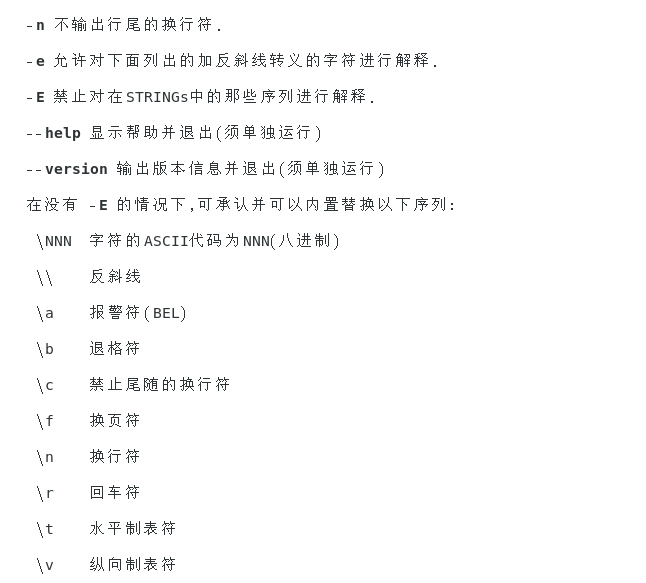 -n 不输出行尾的换行符.
-e 允许对下面列出的加反斜线转义的字符进行解释.
-E 禁止对在STRINGs中的那些序列进行解释.
--help 显示帮助并退出(须单独运行)
--version 输出版本信息并退出(须单独运行)
在没有 -E 的情况下,可承认并可以内置替换以下序列:
\NNN 字符的ASCII代码为NNN(八进制)
\\ 反斜线
\a 报警符(BEL)
\b 退格符
\c 禁止尾随的换行符
\f 换页符
\n 换行符
\r 回车符
\t 水平制表符
\v 纵向制表符